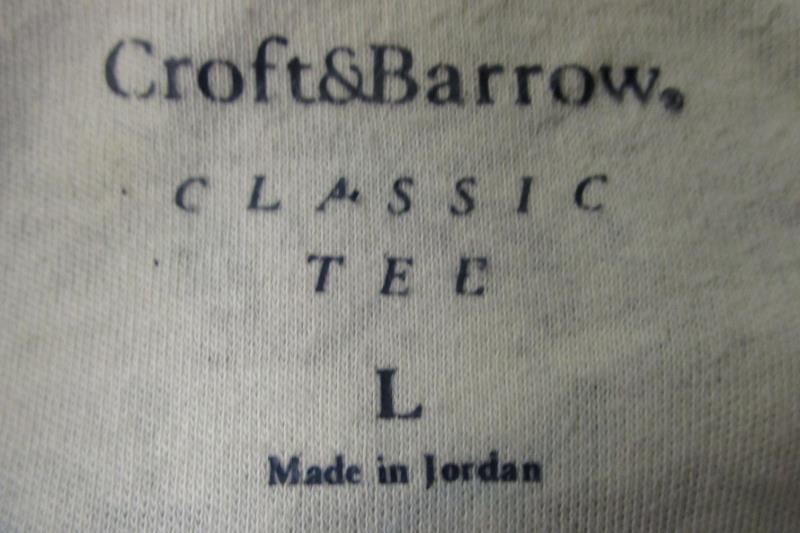 Croft&Barrow®
CLASSIC
TEE
L
Made in Jordan